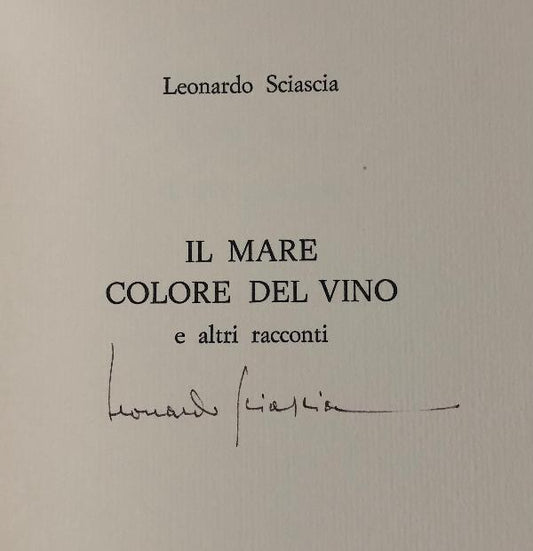 Leonardo Sciascia
IL MARE
COLORE DEL VINO
e altri racconti
Leonardo Sciascia